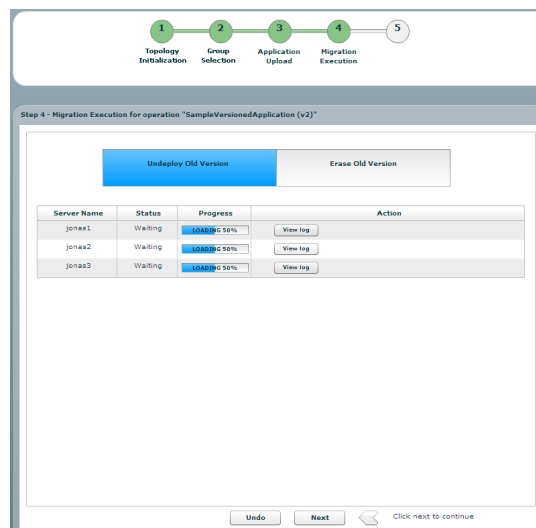 1 2 3 4 5
Topology Initialization Group Selection Application Upload Migration Execution
Step 4 - Migration Execution for operation "SampleVersionedApplication (v2)"
Undeploy Old Version Erase Old Version
Server Name Status Progress Action
jonas1 Waiting LOADING 50% View log
jonas2 Waiting LOADING 50% View log
jonas3 Waiting LOADING 50% View log
Undo Next Click next to continue